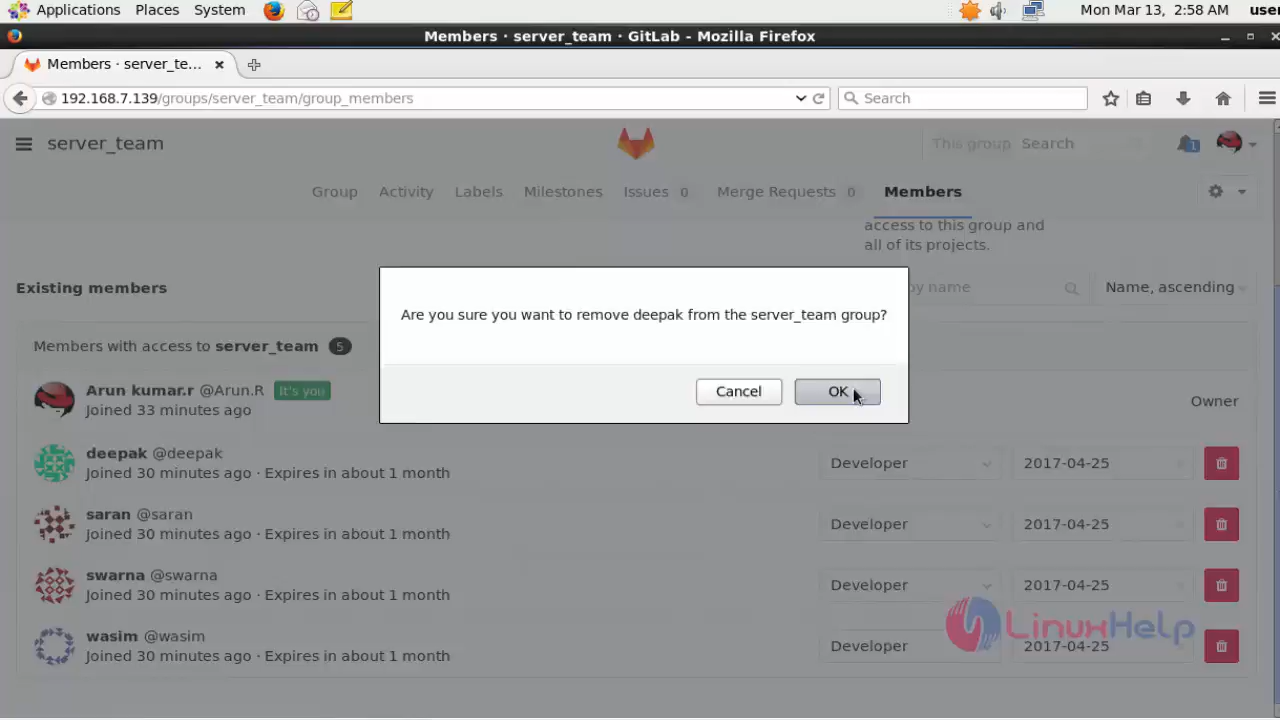 Applications Places System Mon Mar 13, 2:58 AM user
Members · server_team · GitLab - Mozilla Firefox
Members · server_te...
192.168.7.139/groups/server_team/group_members Search
server_team This group Search 1
Group Activity Labels Milestones Issues 0 Merge Requests 0 Members
access to this group and
all of its projects.
Existing members by name Name, ascending
Are you sure you want to remove deepak from the server_team group?
Members with access to server_team 5
Cancel OK
Arun kumar.r @Arun.R It's you
Joined 33 minutes ago Owner
deepak @deepak
Joined 30 minutes ago · Expires in about 1 month Developer 2017-04-25
saran @saran
Joined 30 minutes ago · Expires in about 1 month Developer 2017-04-25
swarna @swarna
Joined 30 minutes ago · Expires in about 1 month Developer 2017-04-25
LinuxHelp
wasim @wasim
Joined 30 minutes ago · Expires in about 1 month Developer 2017-04-25